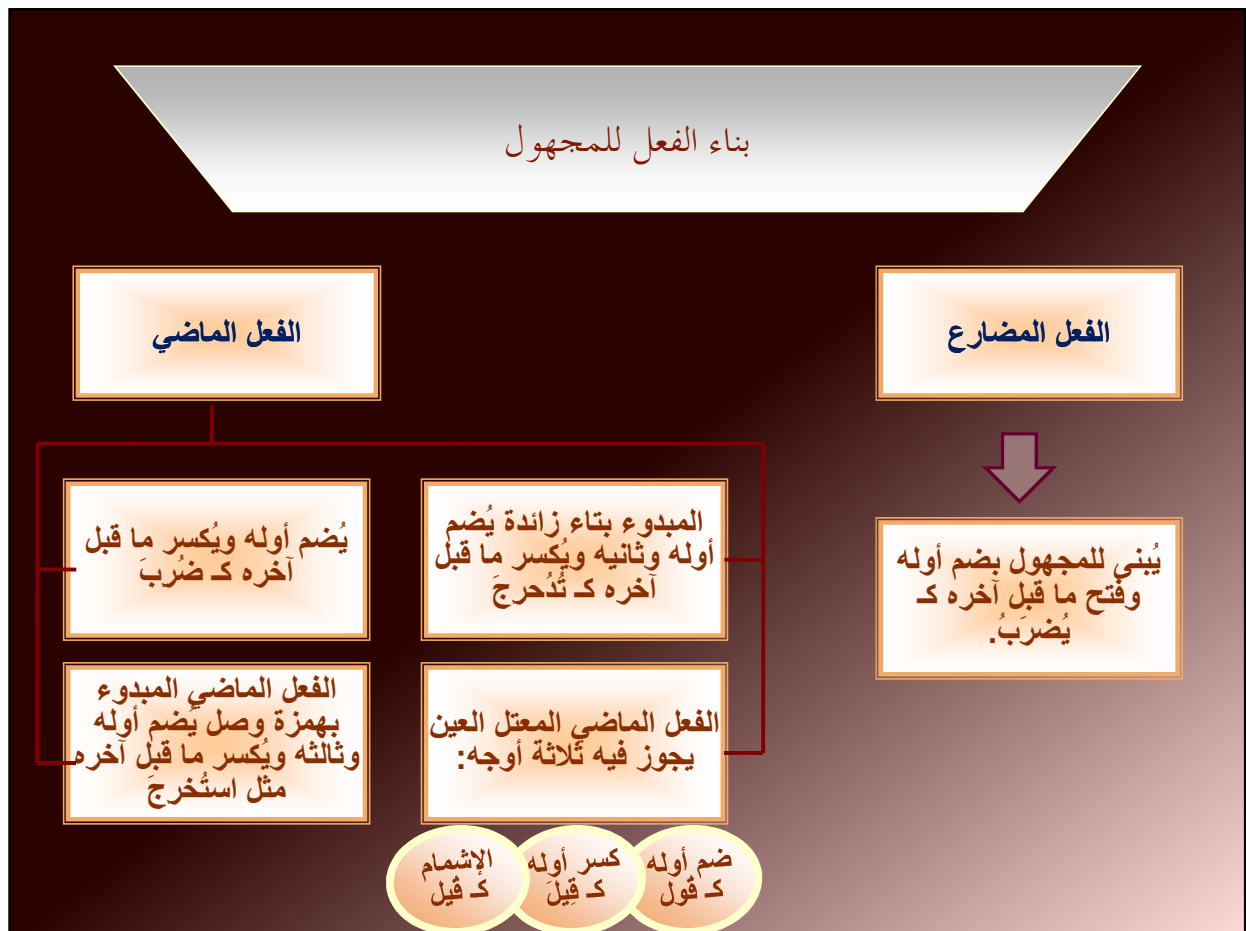 بناء الفعل للمجهول
الفعل المضارع
يُبنى للمجهول بضم أوله
وفتح ما قبل آخره كـ
يُضرَبُ.
الفعل الماضي
المبدوء بتاء زائدة يُضم
أوله وثانيه ويُكسر ما قبل
آخره كـ تُدُحرجَ
يُضم أوله ويُكسر ما قبل
آخره كـ ضُربَ
الفعل الماضي المعتل العين
يجوز فيه ثلاثة أوجه:
ضم أوله
كـ قُول
كسر أوله
كـ قِيلَ
الإشمام
كـ قُيل
الفعل الماضي المبدوء
بهمزة وصل يُضم أوله
وثالثه ويُكسر ما قبل آخره
مثل استُخرجَ